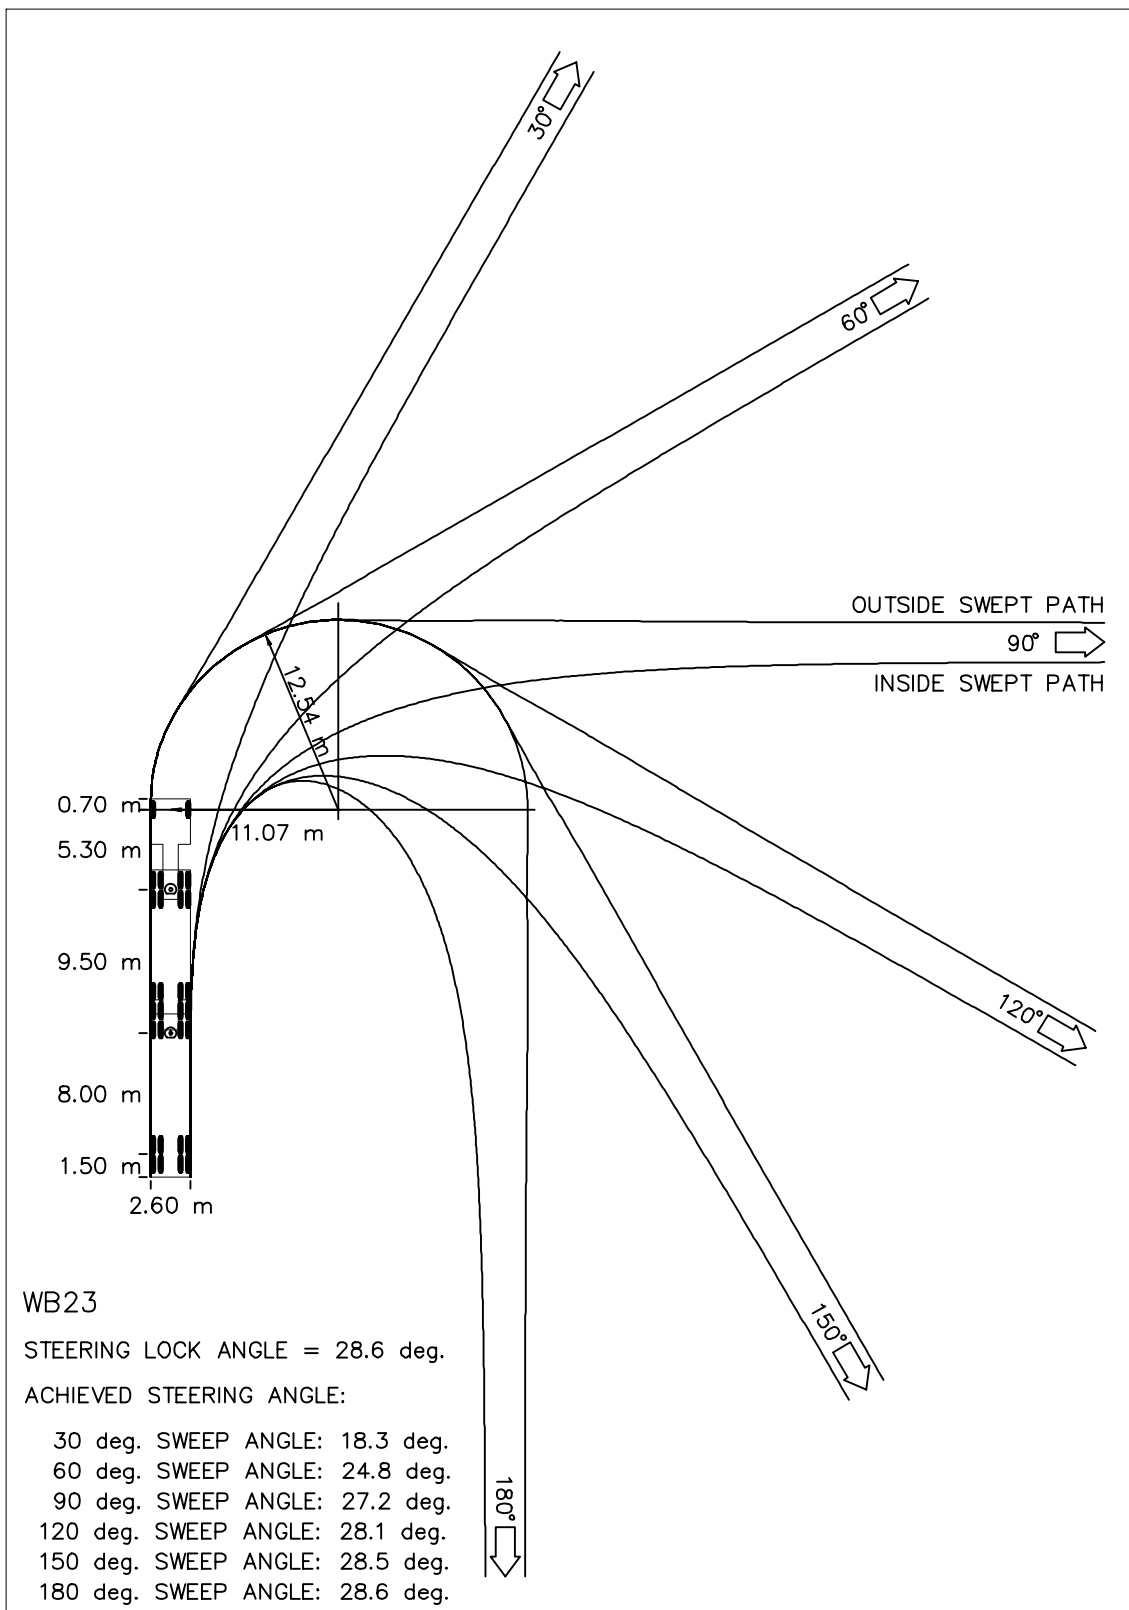 30°
60°
OUTSIDE SWEPT PATH
90°
INSIDE SWEPT PATH
12.54 m
0.70 m
11.07 m
5.30 m
9.50 m
120°
8.00 m
1.50 m
2.60 m
WB23
150°
STEERING LOCK ANGLE = 28.6 deg.
ACHIEVED STEERING ANGLE:
30 deg. SWEEP ANGLE: 18.3 deg.
60 deg. SWEEP ANGLE: 24.8 deg.
90 deg. SWEEP ANGLE: 27.2 deg.
120 deg. SWEEP ANGLE: 28.1 deg.
150 deg. SWEEP ANGLE: 28.5 deg.
180 deg. SWEEP ANGLE: 28.6 deg.
180°